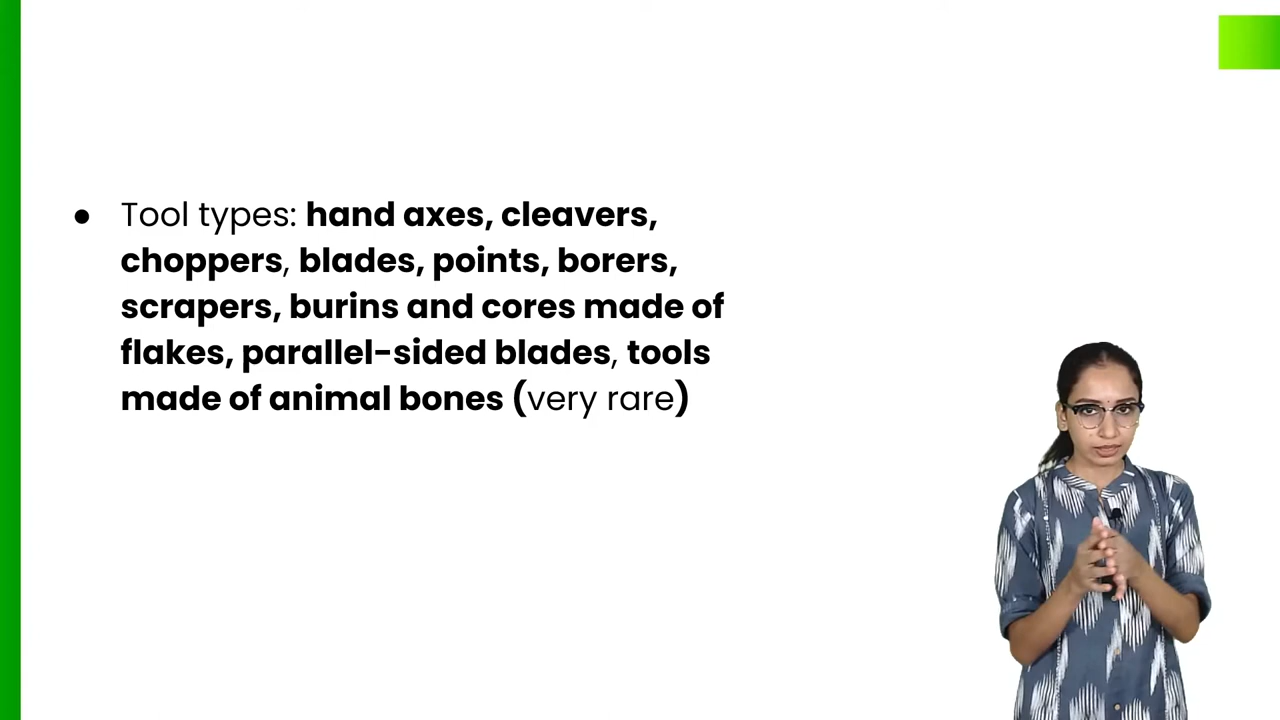 ● Tool types: hand axes, cleavers,
choppers, blades, points, borers,
scrapers, burins and cores made of
flakes, parallel-sided blades, tools
made of animal bones (very rare)